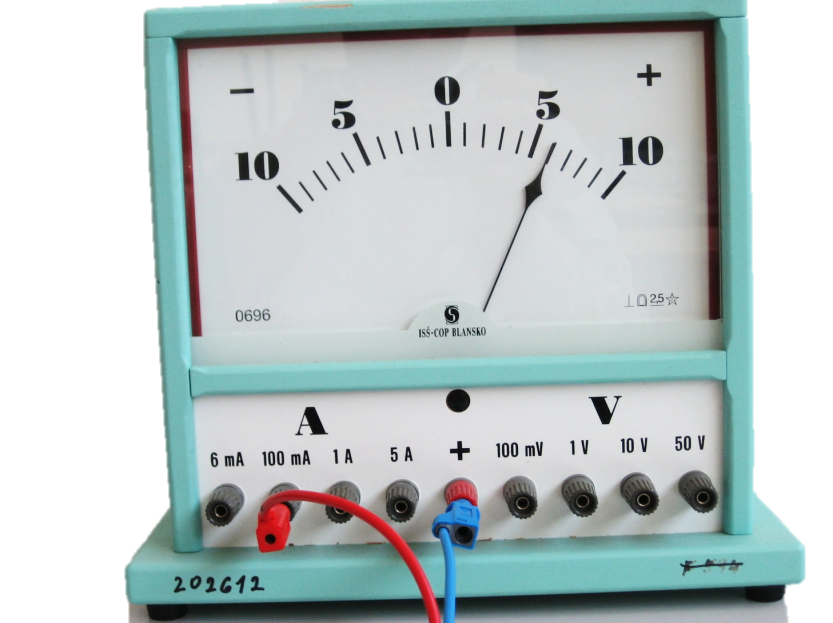 − +
10 5 0 5 10
0696
2,5
S
ISŠ-COP BLANSKO
A V
6 mA 100 mA 1 A 5 A + 100 mV 1 V 10 V 50 V
202612